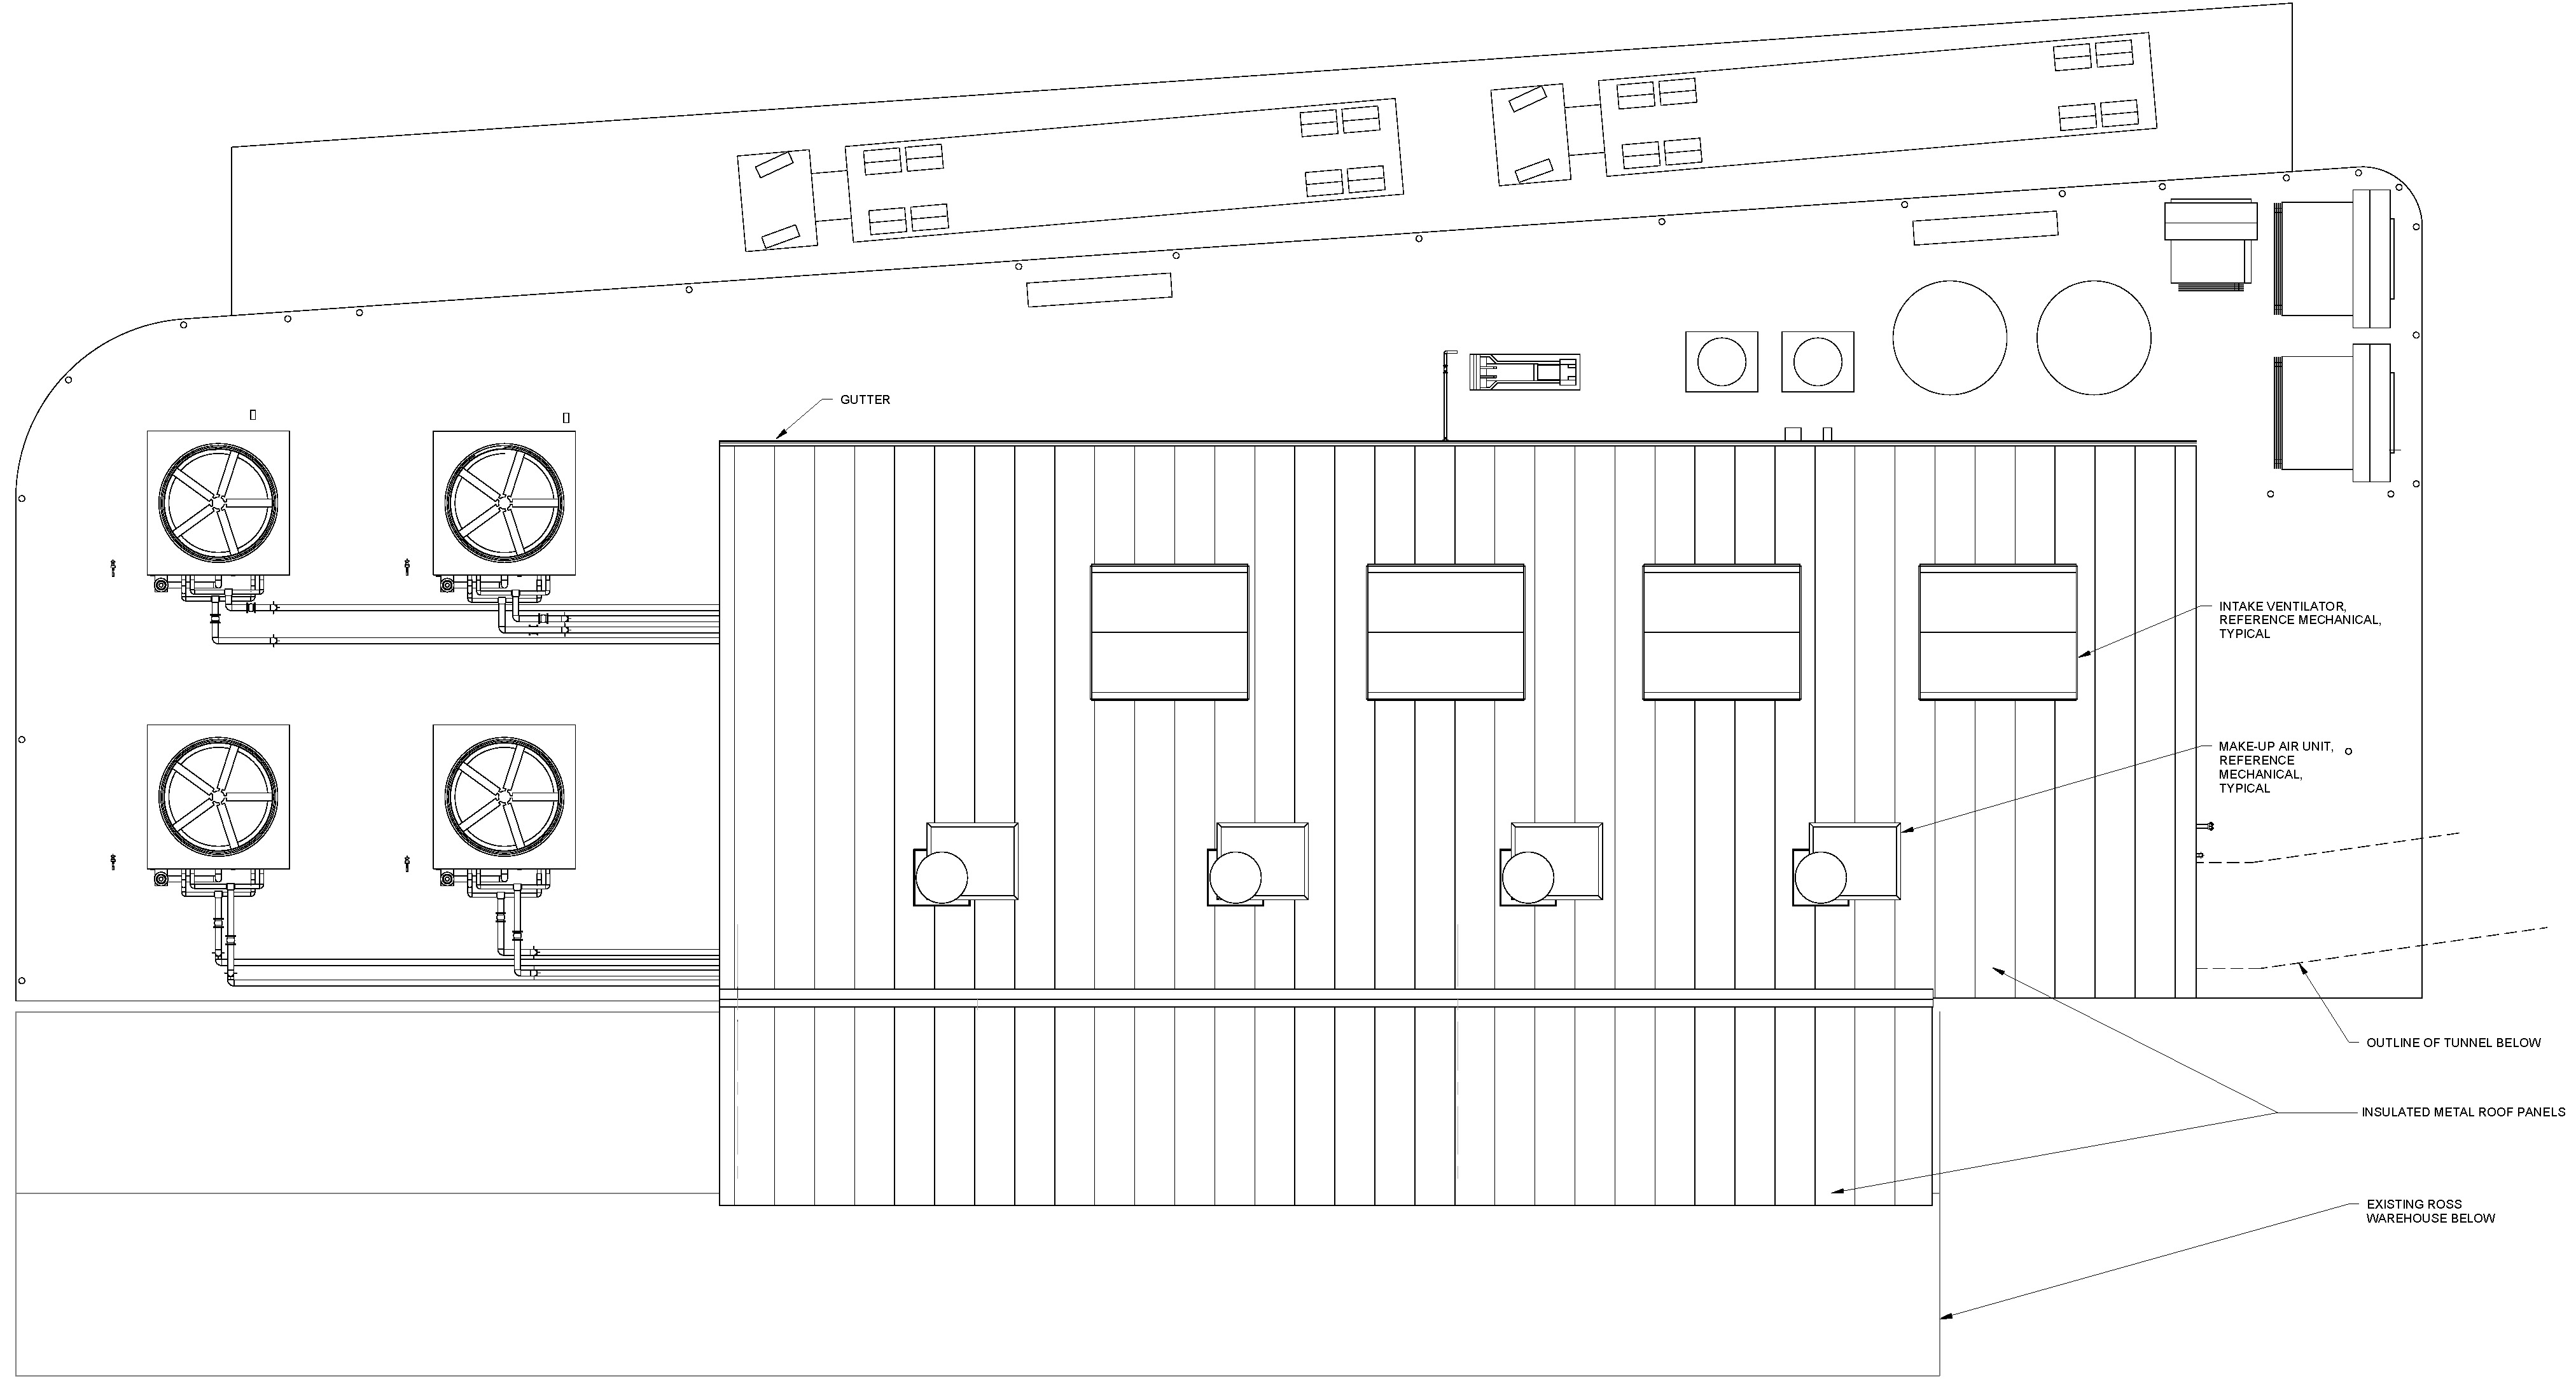 GUTTER
INTAKE VENTILATOR,
REFERENCE MECHANICAL,
TYPICAL
MAKE-UP AIR UNIT,
REFERENCE
MECHANICAL,
TYPICAL
OUTLINE OF TUNNEL BELOW
INSULATED METAL ROOF PANELS
EXISTING ROSS
WAREHOUSE BELOW